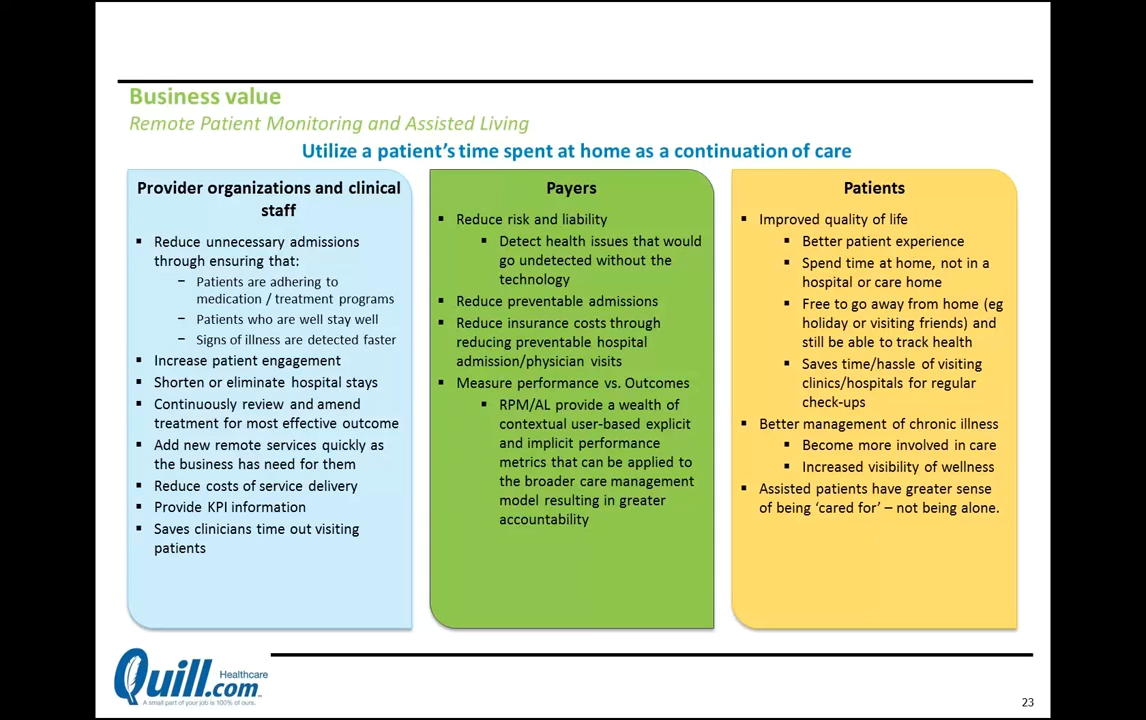 Business value
Remote Patient Monitoring and Assisted Living
Utilize a patient's time spent at home as a continuation of care
Provider organizations and clinical
staff
▪ Reduce unnecessary admissions
through ensuring that:
− Patients are adhering to
medication / treatment programs
− Patients who are well stay well
− Signs of illness are detected faster
▪ Increase patient engagement
▪ Shorten or eliminate hospital stays
▪ Continuously review and amend
treatment for most effective outcome
▪ Add new remote services quickly as
the business has need for them
▪ Reduce costs of service delivery
▪ Provide KPI information
▪ Saves clinicians time out visiting
patients
Payers
▪ Reduce risk and liability
▪ Detect health issues that would
go undetected without the
technology
▪ Reduce preventable admissions
▪ Reduce insurance costs through
reducing preventable hospital
admission/physician visits
▪ Measure performance vs. Outcomes
▪ RPM/AL provide a wealth of
contextual user-based explicit
and implicit performance
metrics that can be applied to
the broader care management
model resulting in greater
accountability
Patients
▪ Improved quality of life
▪ Better patient experience
▪ Spend time at home, not in a
hospital or care home
▪ Free to go away from home (eg
holiday or visiting friends) and
still be able to track health
▪ Saves time/hassle of visiting
clinics/hospitals for regular
check-ups
▪ Better management of chronic illness
▪ Become more involved in care
▪ Increased visibility of wellness
▪ Assisted patients have greater sense
of being 'cared for' – not being alone.
Healthcare
Quill.com
A small part of your job is 100% of ours.
23